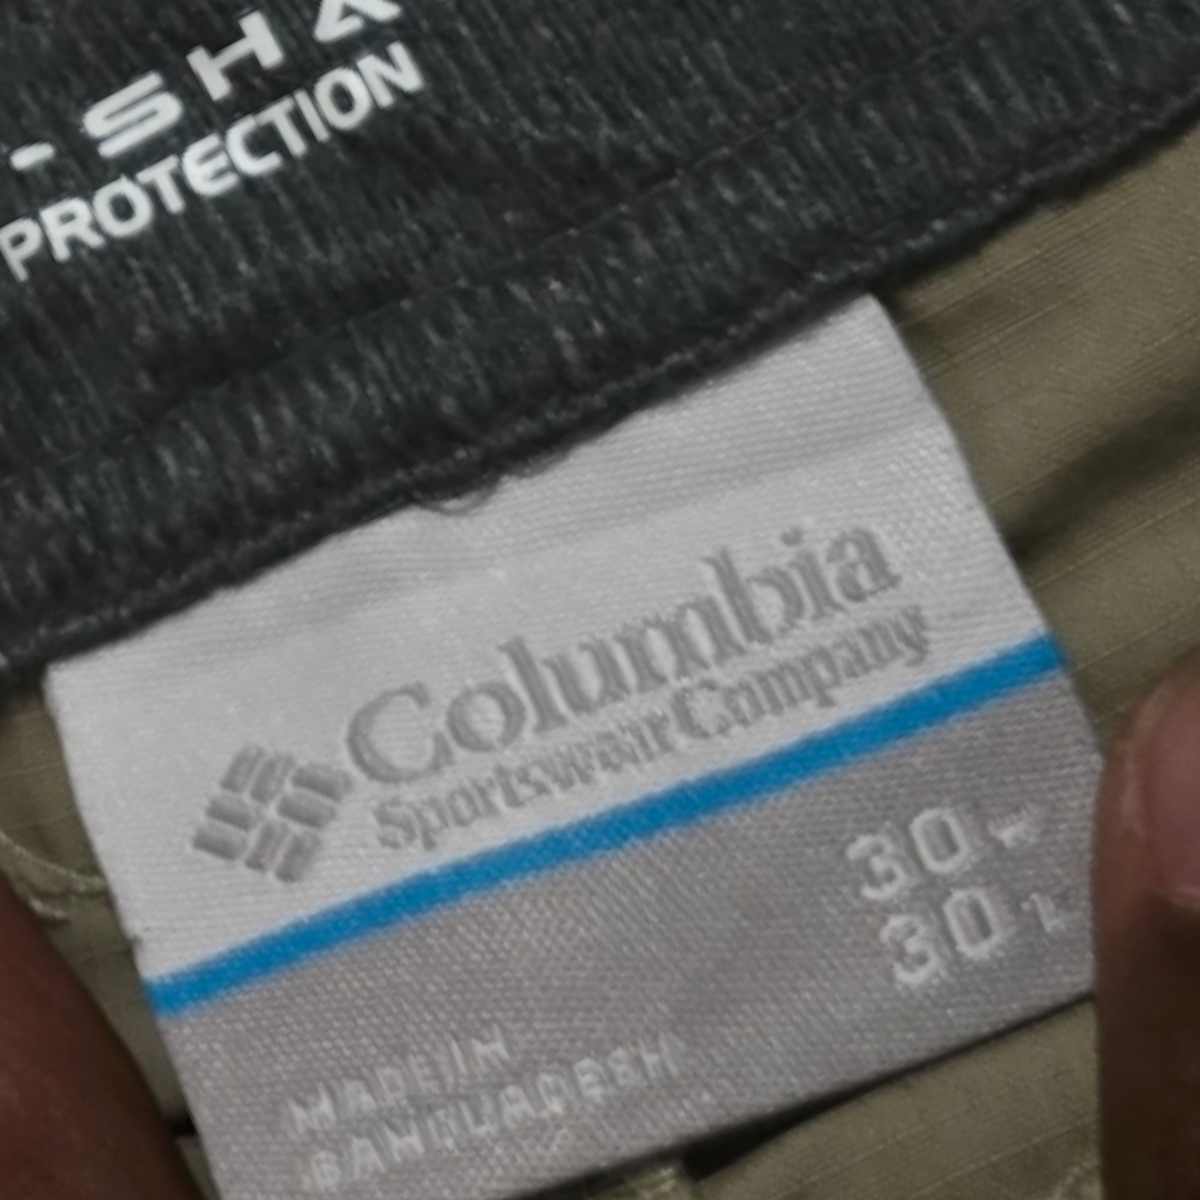 -SHA
PROTECTION
Columbia
Sportswear Company
30 W
30 L
MADE IN
BANGLADESH